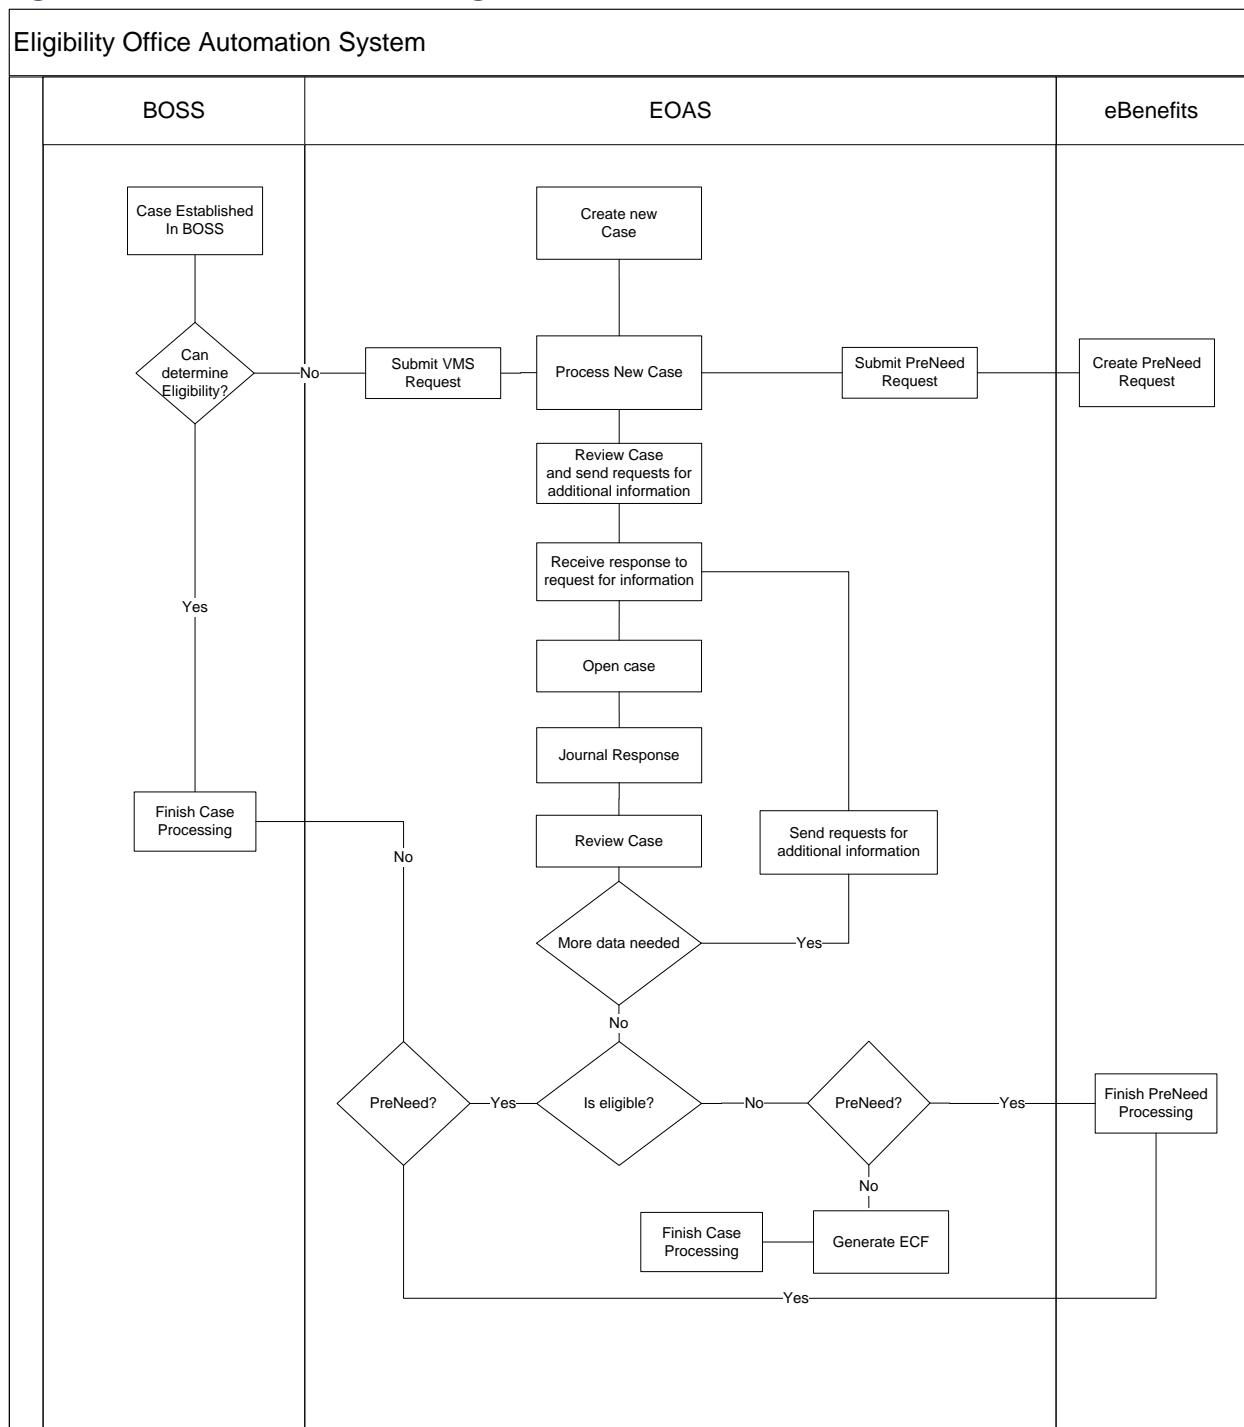 Eligibility Office Automation System
BOSS
EOAS
eBenefits
Case Established
In BOSS
Create new
Case
Can
determine
Eligibility?
No
Submit VMS
Request
Process New Case
Submit PreNeed
Request
Create PreNeed
Request
Review Case
and send requests for
additional information
Receive response to
request for information
Yes
Open case
Journal Response
Finish Case
Processing
Review Case
Send requests for
additional information
No
More data needed
Yes
No
PreNeed?
Yes
Is eligible?
No
PreNeed?
Yes
Finish PreNeed
Processing
No
Finish Case
Processing
Generate ECF
Yes